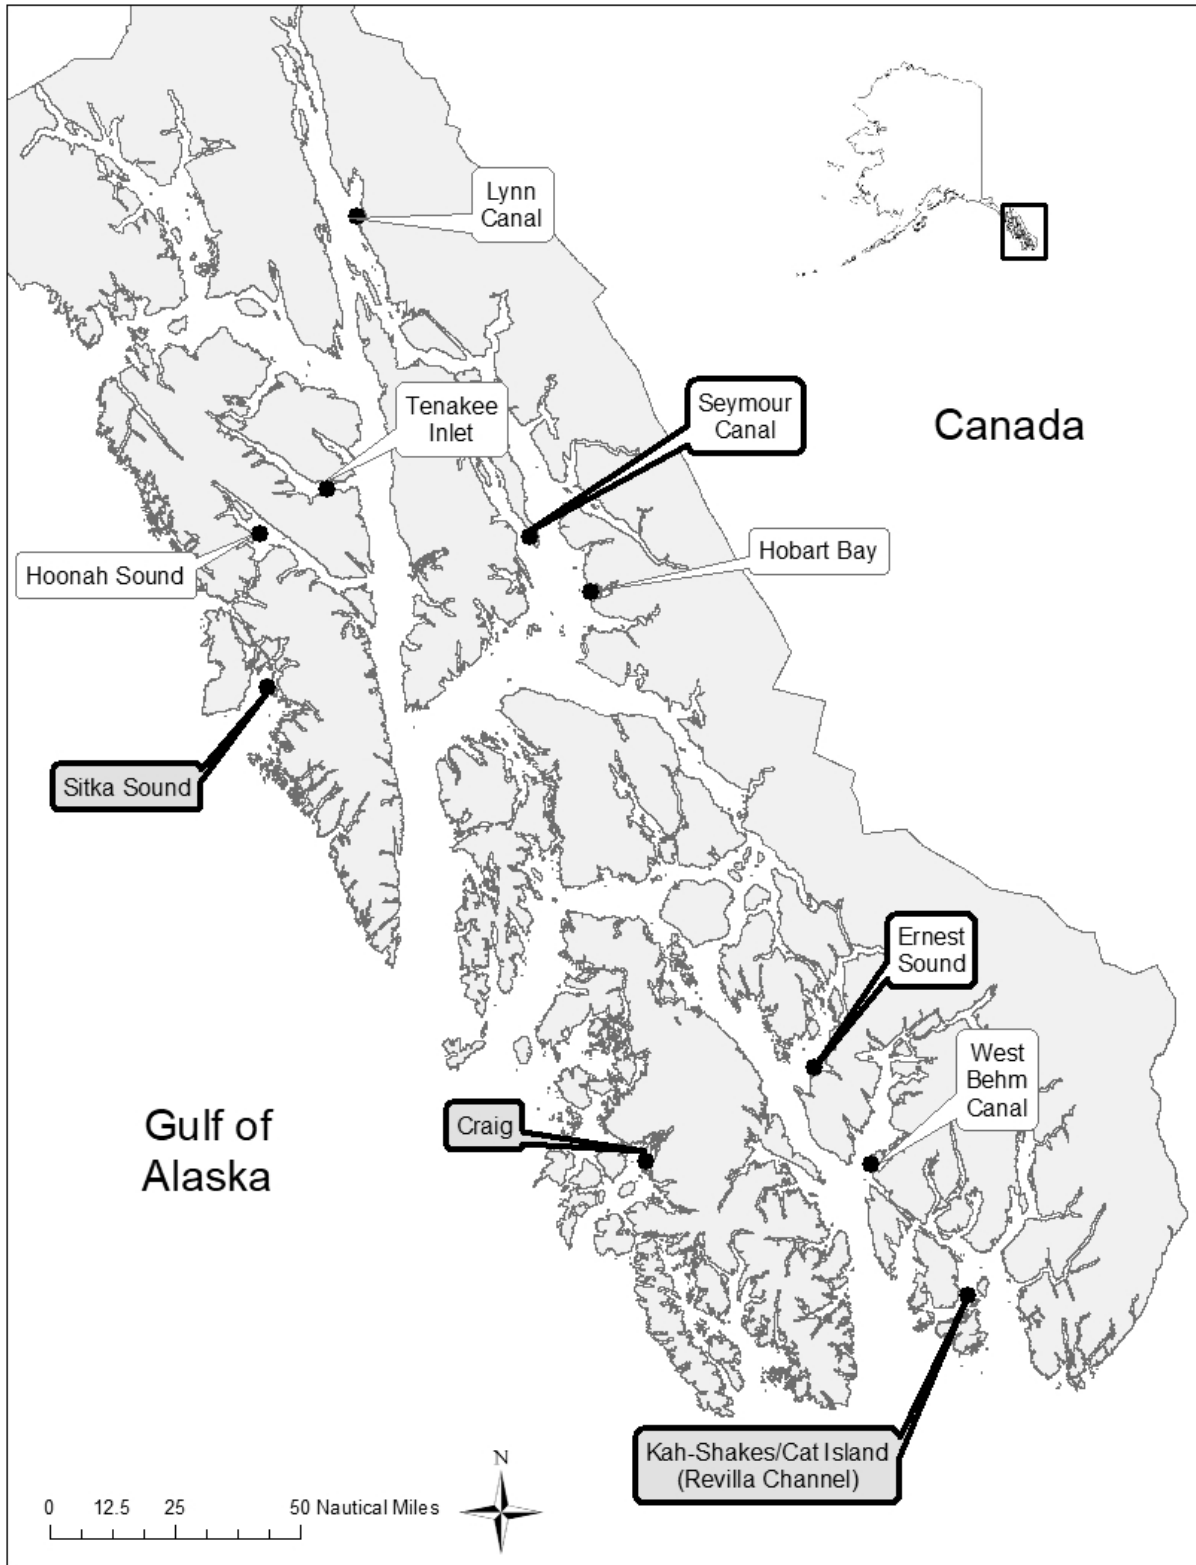 Lynn
Canal
Tenakee
Inlet
Seymour
Canal
Canada
Hoonah Sound
Hobart Bay
Sitka Sound
Ernest
Sound
West
Behm
Canal
Craig
Gulf of
Alaska
Kah-Shakes/Cat Island
(Revilla Channel)
N
0 12.5 25 50 Nautical Miles